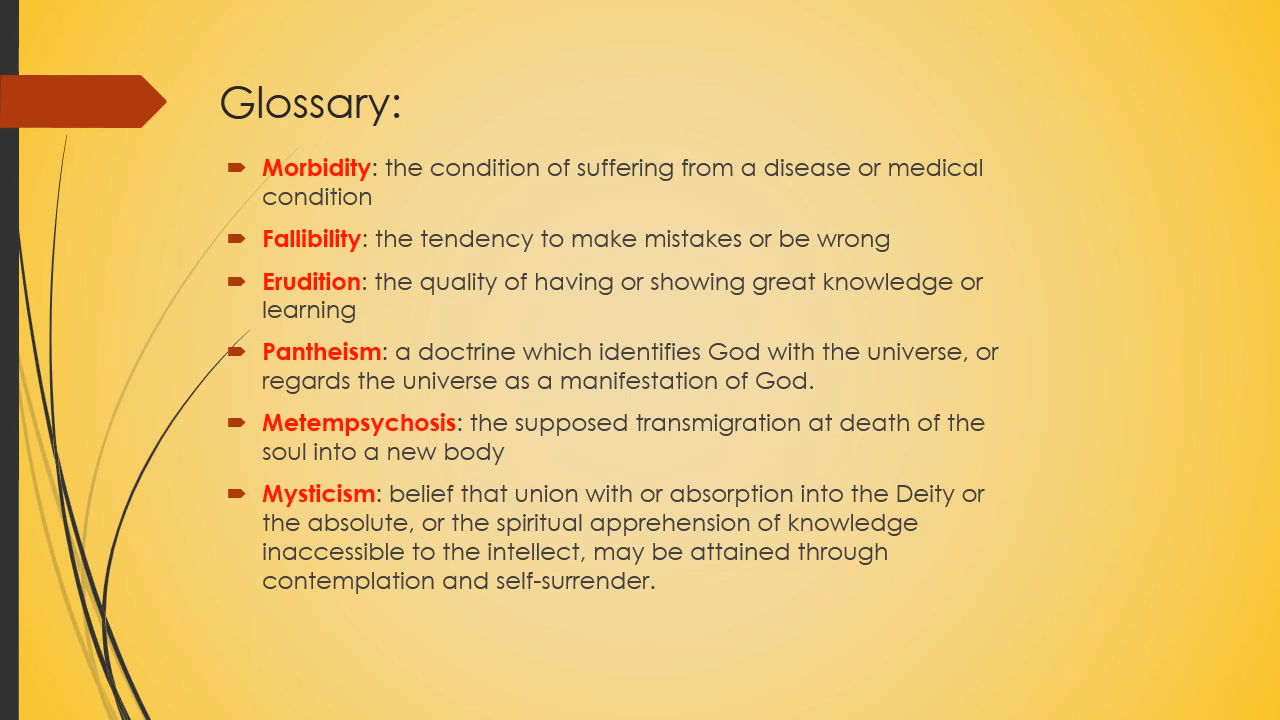 Glossary:
Morbidity: the condition of suffering from a disease or medical
condition
Fallibility: the tendency to make mistakes or be wrong
Erudition: the quality of having or showing great knowledge or
learning
Pantheism: a doctrine which identifies God with the universe, or
regards the universe as a manifestation of God.
Metempsychosis: the supposed transmigration at death of the
soul into a new body
Mysticism: belief that union with or absorption into the Deity or
the absolute, or the spiritual apprehension of knowledge
inaccessible to the intellect, may be attained through
contemplation and self-surrender.